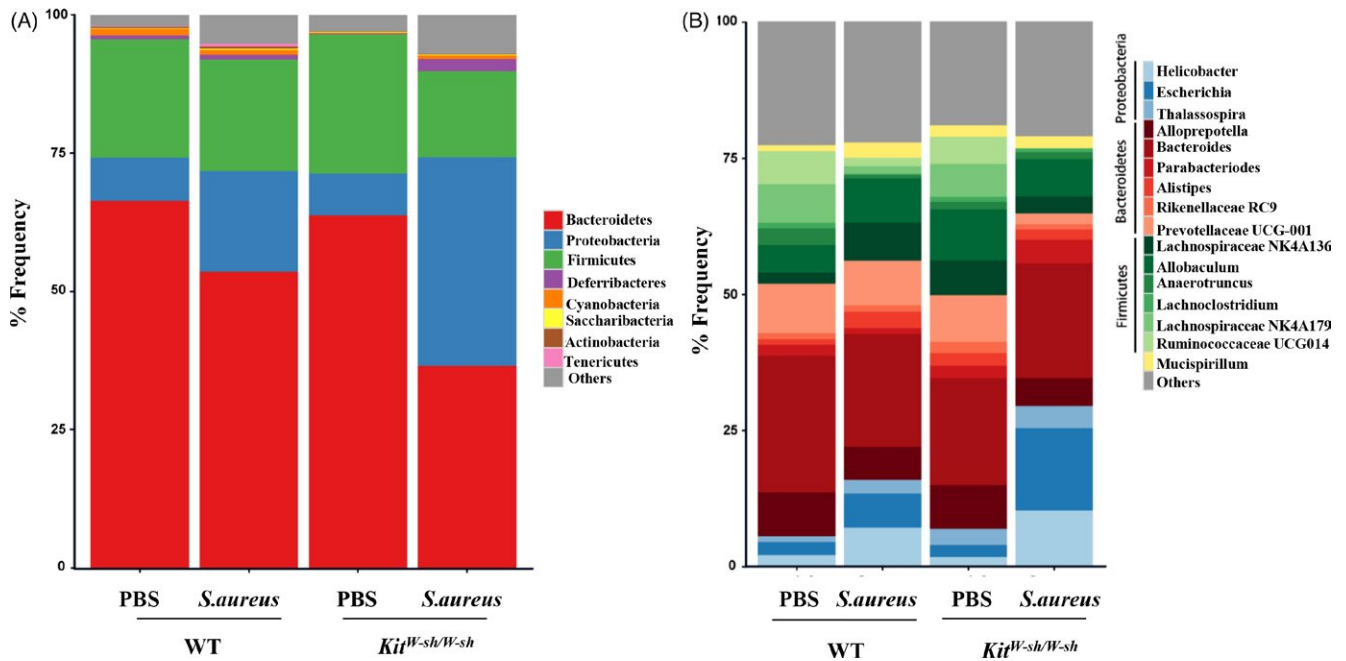 (A)
% Frequency
100
75
50
25
0
PBS
S.aureus
PBS
S.aureus
WT
Kit^W-sh/W-sh
Bacteroidetes
Proteobacteria
Firmicutes
Deferribacteres
Cyanobacteria
Saccharibacteria
Actinobacteria
Tenericutes
Others
(B)
% Frequency
100
75
50
25
0
PBS
S.aureus
PBS
S.aureus
WT
Kit^W-sh/W-sh
Proteobacteria
Helicobacter
Escherichia
Thalassospira
Bacteroidetes
Alloprepotella
Bacteroides
Parabacteriodes
Alistipes
Rikenellaceae RC9
Prevotellaceae UCG-001
Firmicutes
Lachnospiraceae NK4A136
Allobaculum
Anaerotruncus
Lachnoclostridium
Lachnospiraceae NK4A179
Ruminococcaceae UCG014
Mucispirillum
Others